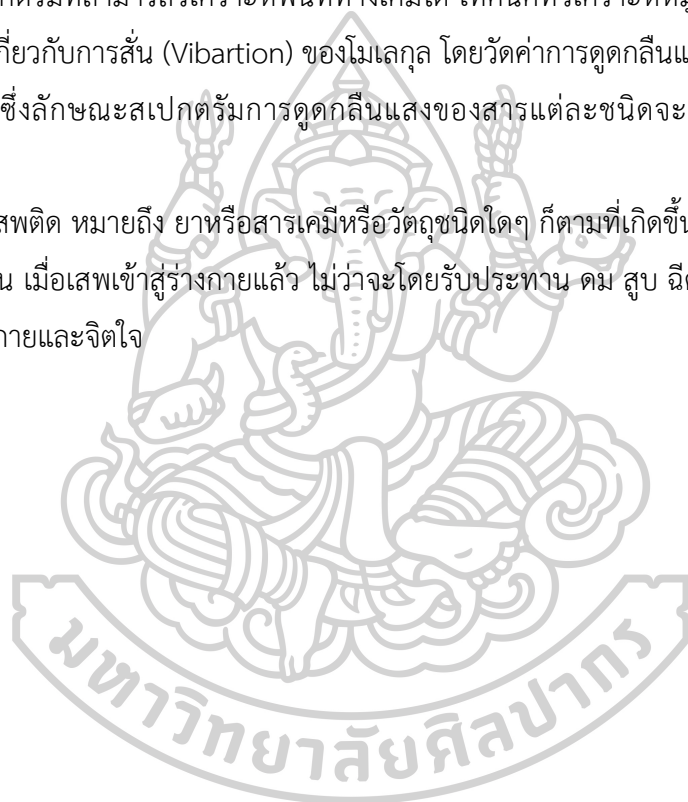 กี่ยวกับการสั่น (Vibartion) ของโมเลกุล โดยวัดค่าการดูดกลืนแ
ซึ่งลักษณะสเปกตรัมการดูดกลืนแสงของสารแต่ละชนิดจะ
สพติด หมายถึง ยาหรือสารเคมีหรือวัตถุชนิดใดๆ ก็ตามที่เกิดขึ้น
น เมื่อเสพเข้าสู่ร่างกายแล้ว ไม่ว่าจะโดยรับประทาน ดม สูบ ฉีด
กายและจิตใจ
มหาวิทยาลัยศิลปากร